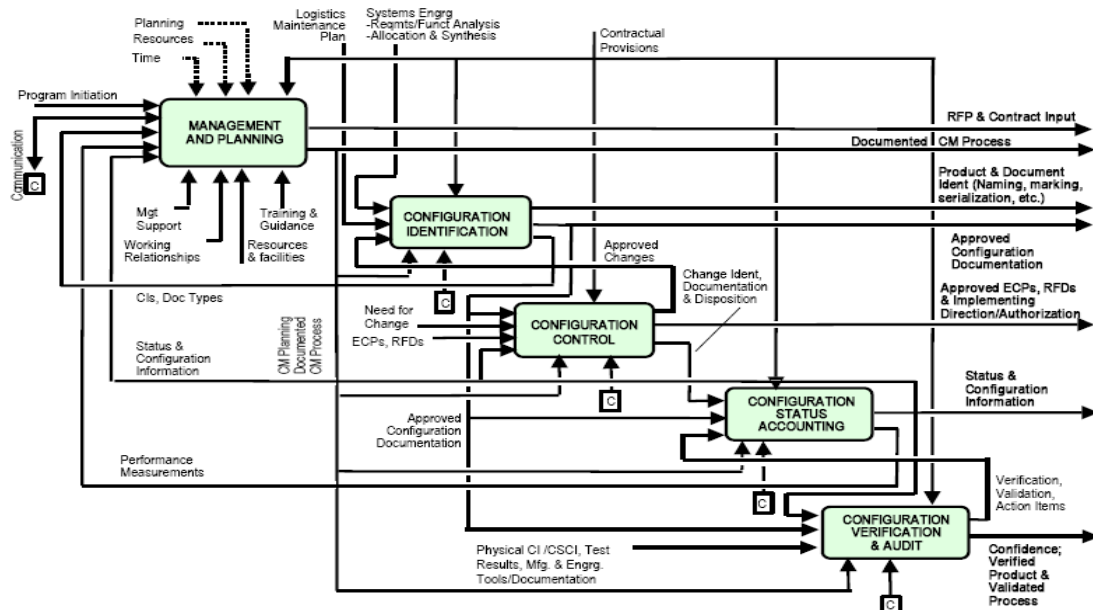 Planning
Resources
Time
Logistics
Maintenance
Plan
Systems Engrg
-Reqmts/Funct Analysis
-Allocation & Synthesis
Contractual
Provisions
Program Initiation
Communication
C
MANAGEMENT
AND PLANNING
RFP & Contract Input
Documented CM Process
Mgt
Support
Working
Relationships
Training &
Guidance
Resources
& facilities
CONFIGURATION
IDENTIFICATION
Product & Document
Ident (Naming, marking,
serialization, etc.)
Approved
Configuration
Documentation
Approved
Changes
C
CIs, Doc Types
Change Ident,
Documentation
& Disposition
Approved ECPs, RFDs
& Implementing
Direction/Authorization
Need for
Change
ECPs, RFDs
CONFIGURATION
CONTROL
C
Status &
Configuration
Information
CM Planning
Documented
CM Process
Status &
Configuration
Information
CONFIGURATION
STATUS
ACCOUNTING
C
Approved
Configuration
Documentation
Performance
Measurements
Verification,
Validation,
Action Items
CONFIGURATION
VERIFICATION
& AUDIT
C
Physical CI /CSCI, Test
Results, Mfg. & Engrg.
Tools/Documentation
Confidence;
Verified
Product &
Validated
Process